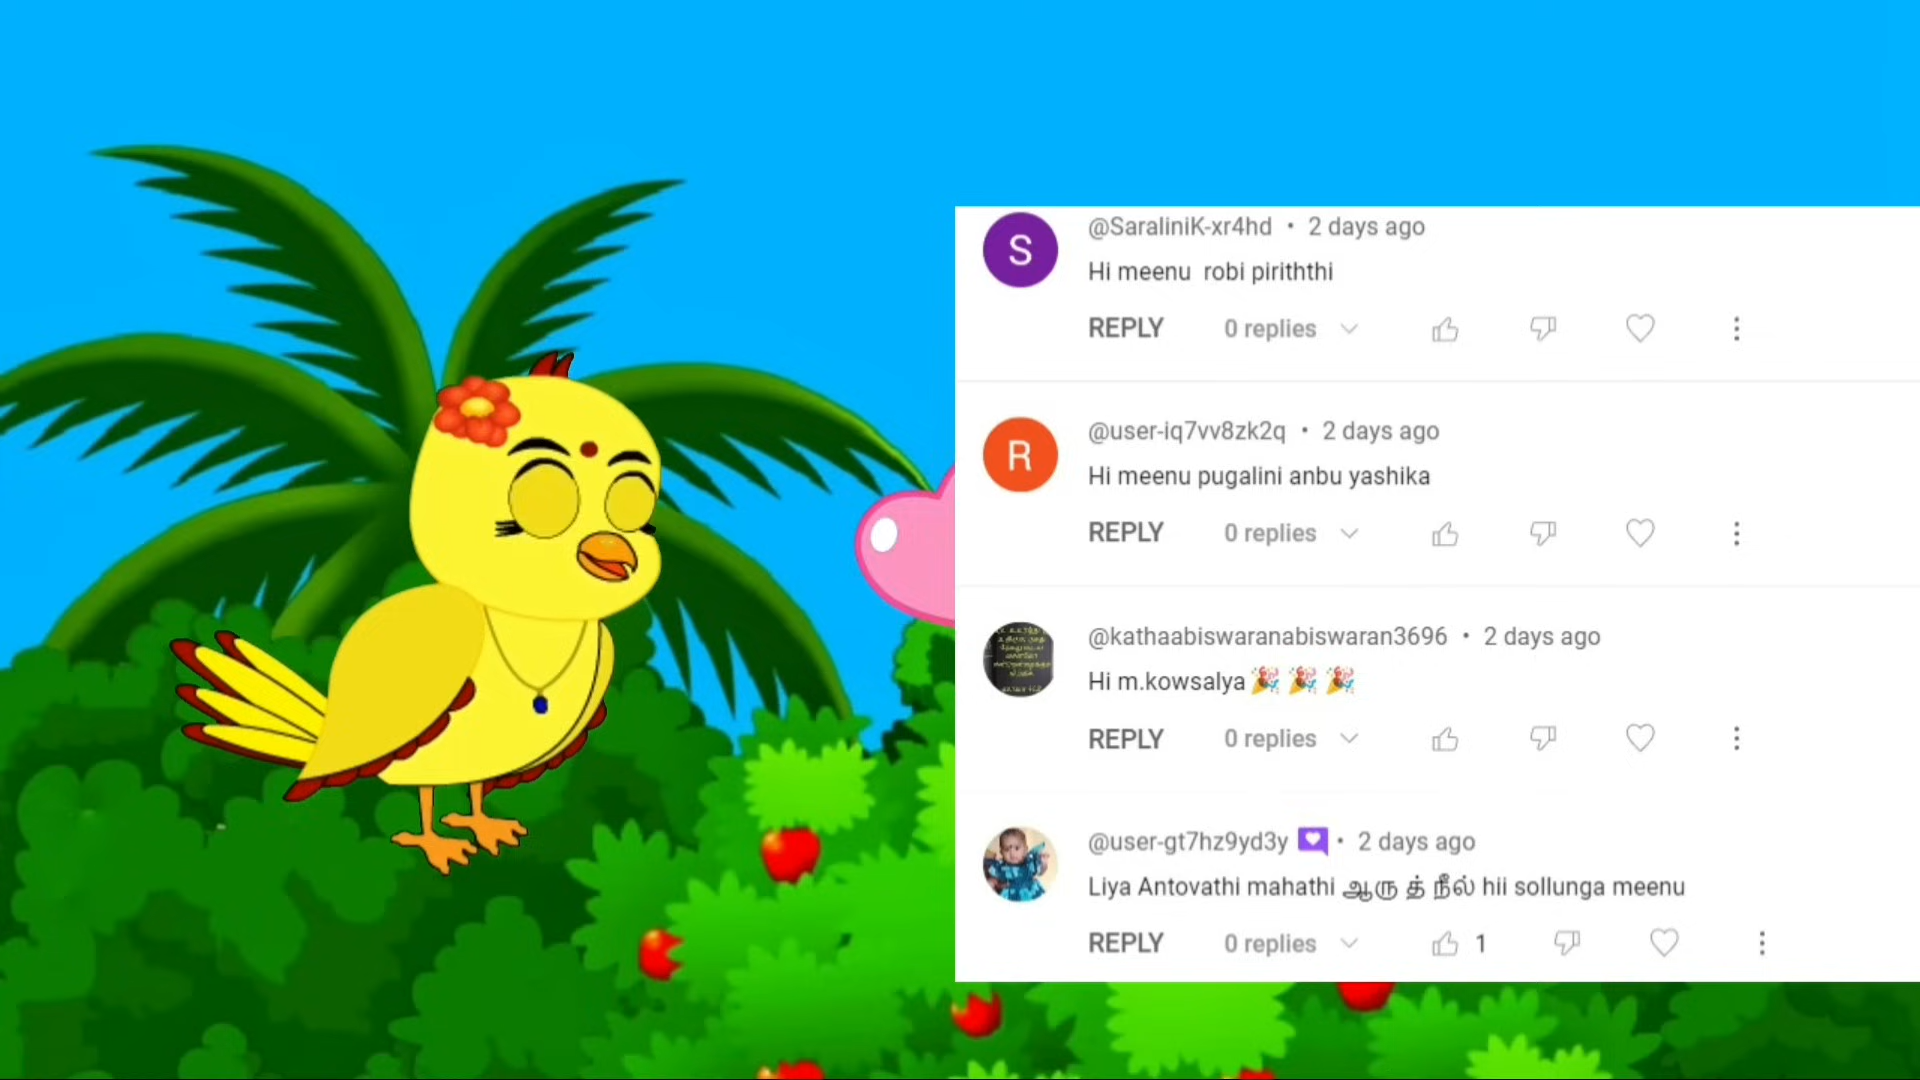 S
@SaraliniK-xr4hd • 2 days ago
Hi meenu robi piriththi
REPLY 0 replies
R
@user-iq7vv8zk2q • 2 days ago
Hi meenu pugalini anbu yashika
REPLY 0 replies
@kathaabiswaranabiswaran3696 • 2 days ago
Hi m.kowsalya🎉🎉🎉
REPLY 0 replies
@user-gt7hz9yd3y • 2 days ago
Liya Antovathi mahathi ஆரு த் நீல் hii sollunga meenu
REPLY 0 replies 1